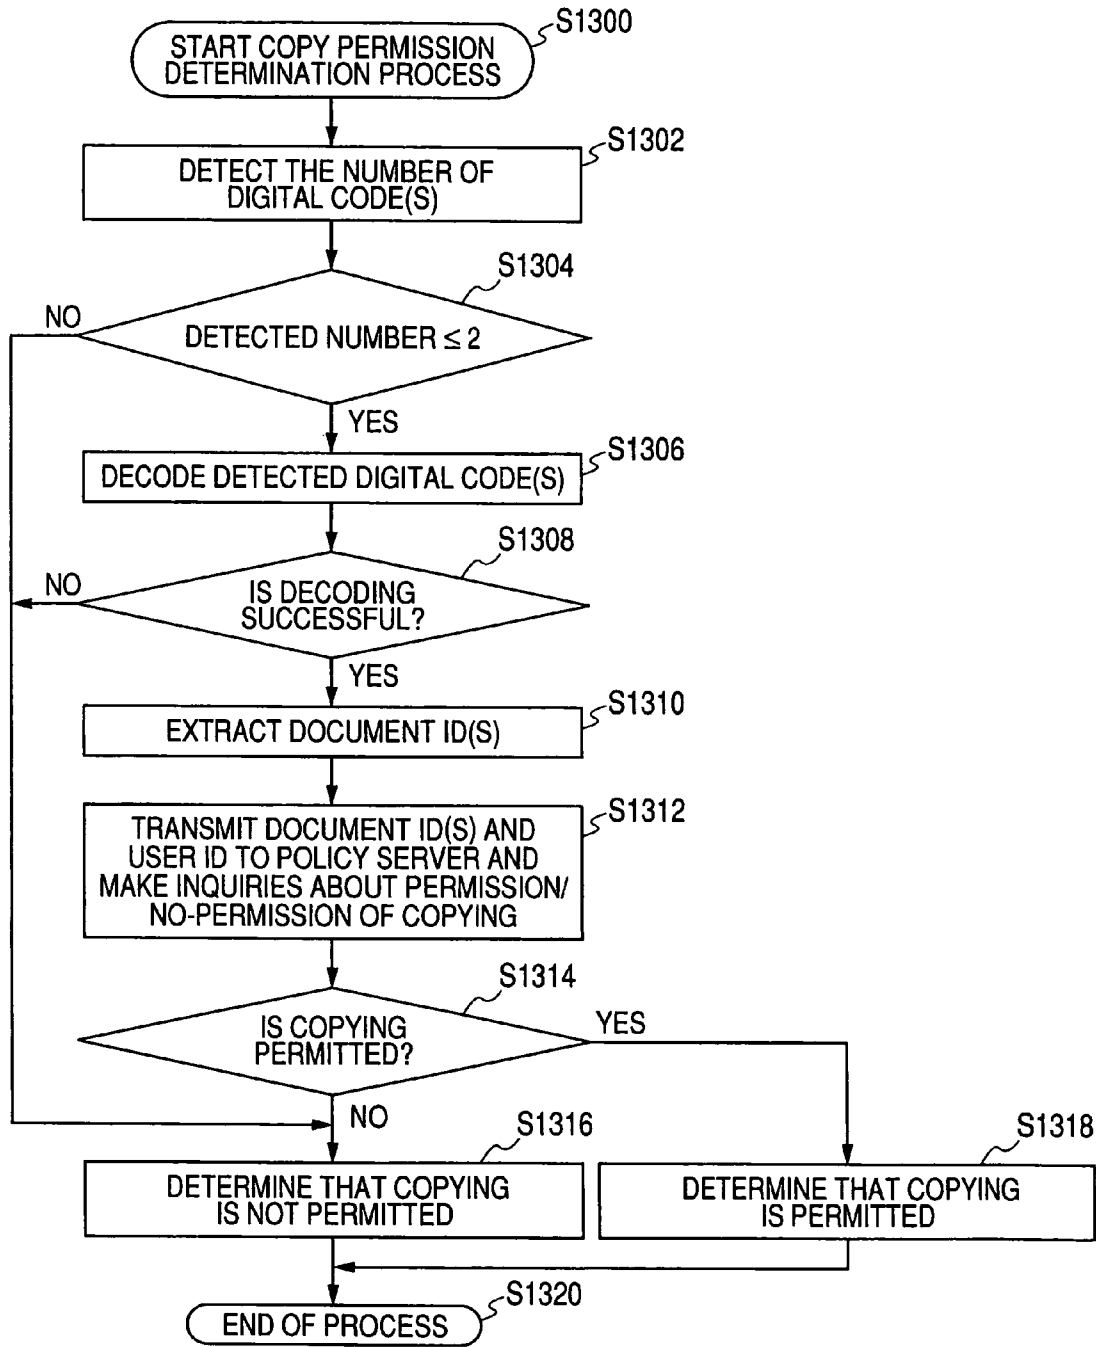 S1300
START COPY PERMISSION
DETERMINATION PROCESS
S1302
DETECT THE NUMBER OF
DIGITAL CODE(S)
S1304
NO
DETECTED NUMBER ≤ 2
YES
S1306
DECODE DETECTED DIGITAL CODE(S)
S1308
NO
IS DECODING
SUCCESSFUL?
YES
S1310
EXTRACT DOCUMENT ID(S)
S1312
TRANSMIT DOCUMENT ID(S) AND
USER ID TO POLICY SERVER AND
MAKE INQUIRIES ABOUT PERMISSION/
NO-PERMISSION OF COPYING
S1314
IS COPYING
PERMITTED?
YES
NO
S1316
DETERMINE THAT COPYING
IS NOT PERMITTED
S1318
DETERMINE THAT COPYING
IS PERMITTED
S1320
END OF PROCESS